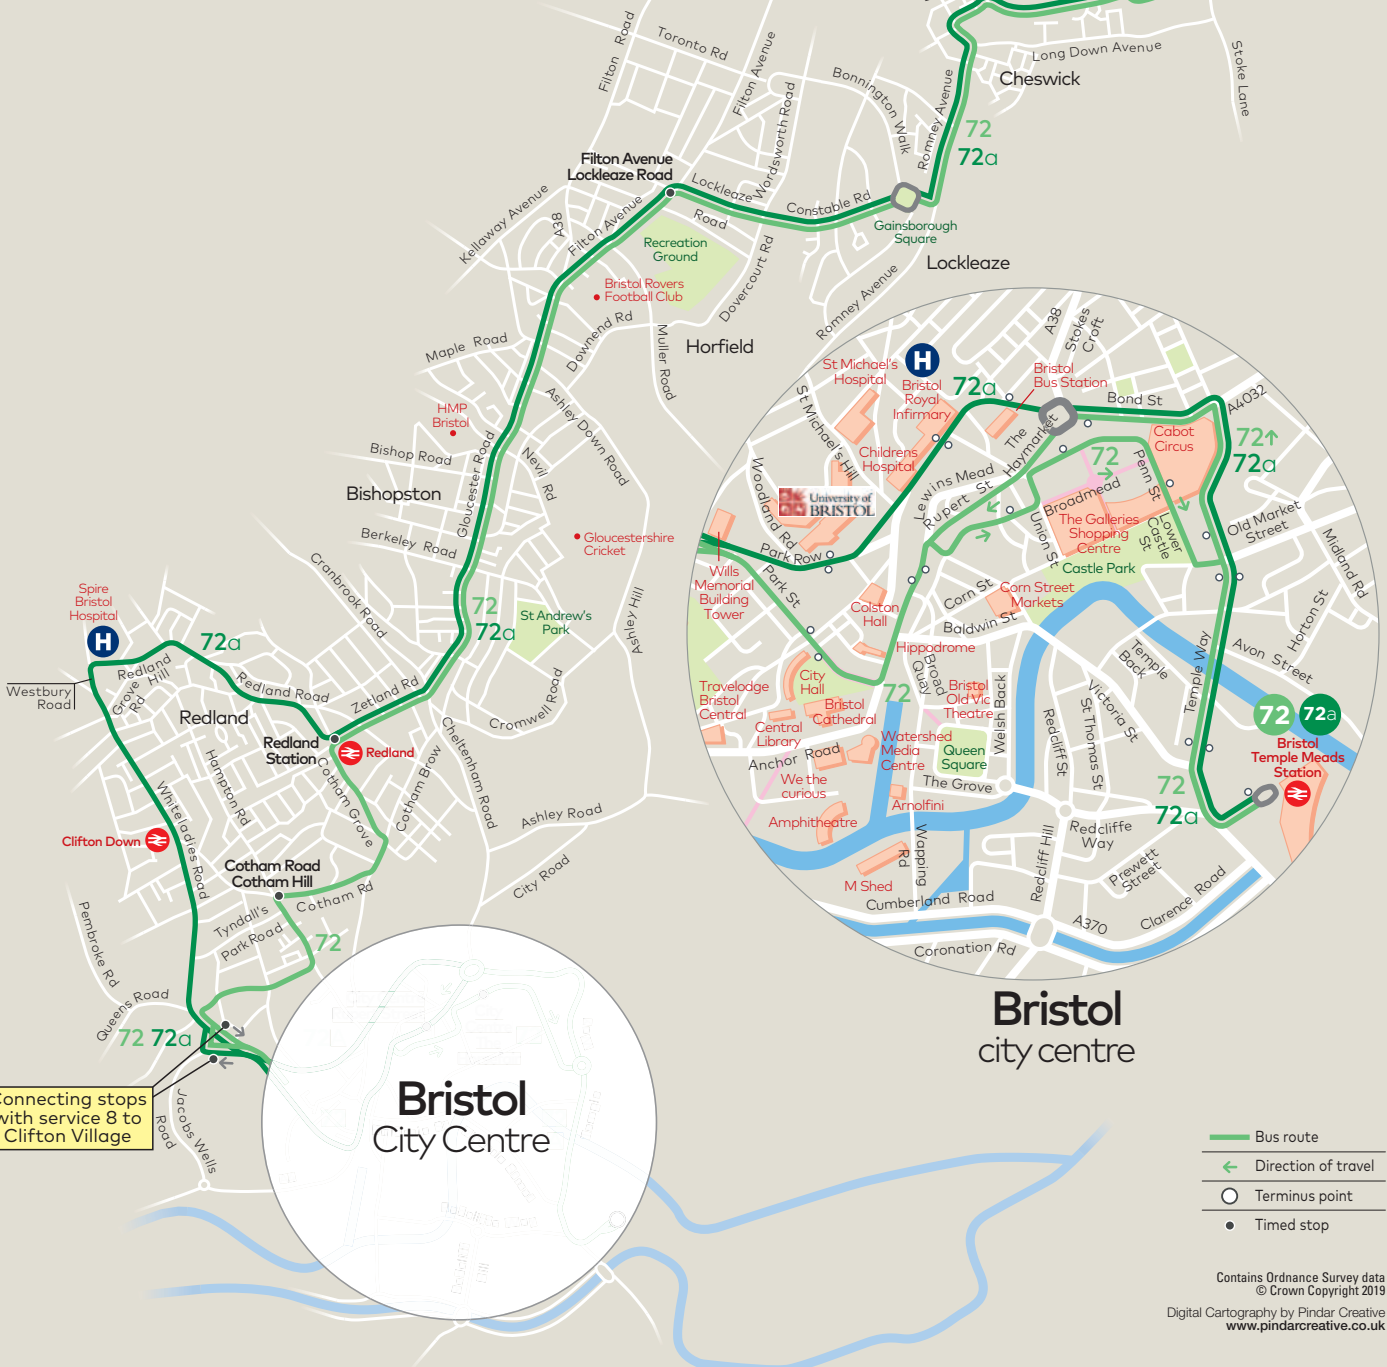 Filton Road
Toronto Rd
Filton Avenue
Wordsworth Road
Bonnington Walk
Romney Avenue
Long Down Avenue
Cheswick
Stoke Lane
72
72a
Filton Avenue
Lockleaze Road
Lockleaze
Road
Constable Rd
Gainsborough
Square
Lockleaze
Kellaway Avenue
A38
Filton Avenue
Recreation
Ground
Bristol Rovers
Football Club
Dovercourt Rd
Romney Avenue
Downend Rd
Muller Road
Horfield
Maple Road
HMP
Bristol
Ashley Down Road
Bishop Road
Gloucester Road
Nevil Rd
Bishopston
Berkeley Road
Gloucestershire
Cricket
Cranbrook Road
Ashley Hill
72
72a
St Andrew's
Park
Spire
Bristol
Hospital
H
72a
Redland
Hill
Grove
Rd
Westbury
Road
Redland Road
Zetland Rd
Redland
Cromwell Road
Redland
Station
Redland
Cheltenham Road
Hampton Rd
Cotham Grove
Cotham Brow
Ashley Road
Whiteladies Road
Clifton Down
Cotham Road
Cotham Hill
City Road
Cotham Rd
Tyndall's
Park Road
72
Pembroke Rd
Queens Road
72 72a
Connecting stops
with service 8 to
Clifton Village
Jacobs Wells
Road
Bristol
City Centre
A38
Stokes
Croft
St Michael's
Hospital
H
Bristol
Royal
Infirmary
72a
Bristol
Bus Station
Bond St
A4032
St Michael's Hill
The
Haymarket
Cabot
Circus
72
72a
Childrens
Hospital
72
Penn St
Woodland Rd
University of
BRISTOL
Lewins Mead
Rupert St
Broadmead
Union St
The Galleries
Shopping
Centre
Lower
Castle
St
Old Market
Street
Midland Rd
Park Row
Castle Park
Wills
Memorial
Building
Tower
Park St
Colston
Hall
Corn St
Corn Street
Markets
Baldwin St
Horton St
Hippodrome
Temple
Back
Avon Street
Temple Way
Travelodge
Bristol
Central
City
Hall
72
Broad
Quay
Bristol
Old Vic
Theatre
Welsh Back
Victoria St
St Thomas St
Redcliff St
72 72a
Bristol
Cathedral
Central
Library
Watershed
Media
Centre
Queen
Square
Bristol
Temple Meads
Station
Anchor Road
We the
curious
The Grove
72
72a
Arnolfini
Amphitheatre
Redcliffe
Way
Wapping
Rd
Redcliff Hill
Prewett
Street
M Shed
Cumberland Road
A370
Clarence Road
Coronation Rd
Bristol
city centre
Bus route
Direction of travel
Terminus point
Timed stop
Contains Ordnance Survey data
© Crown Copyright 2019
Digital Cartography by Pindar Creative
www.pindarcreative.co.uk